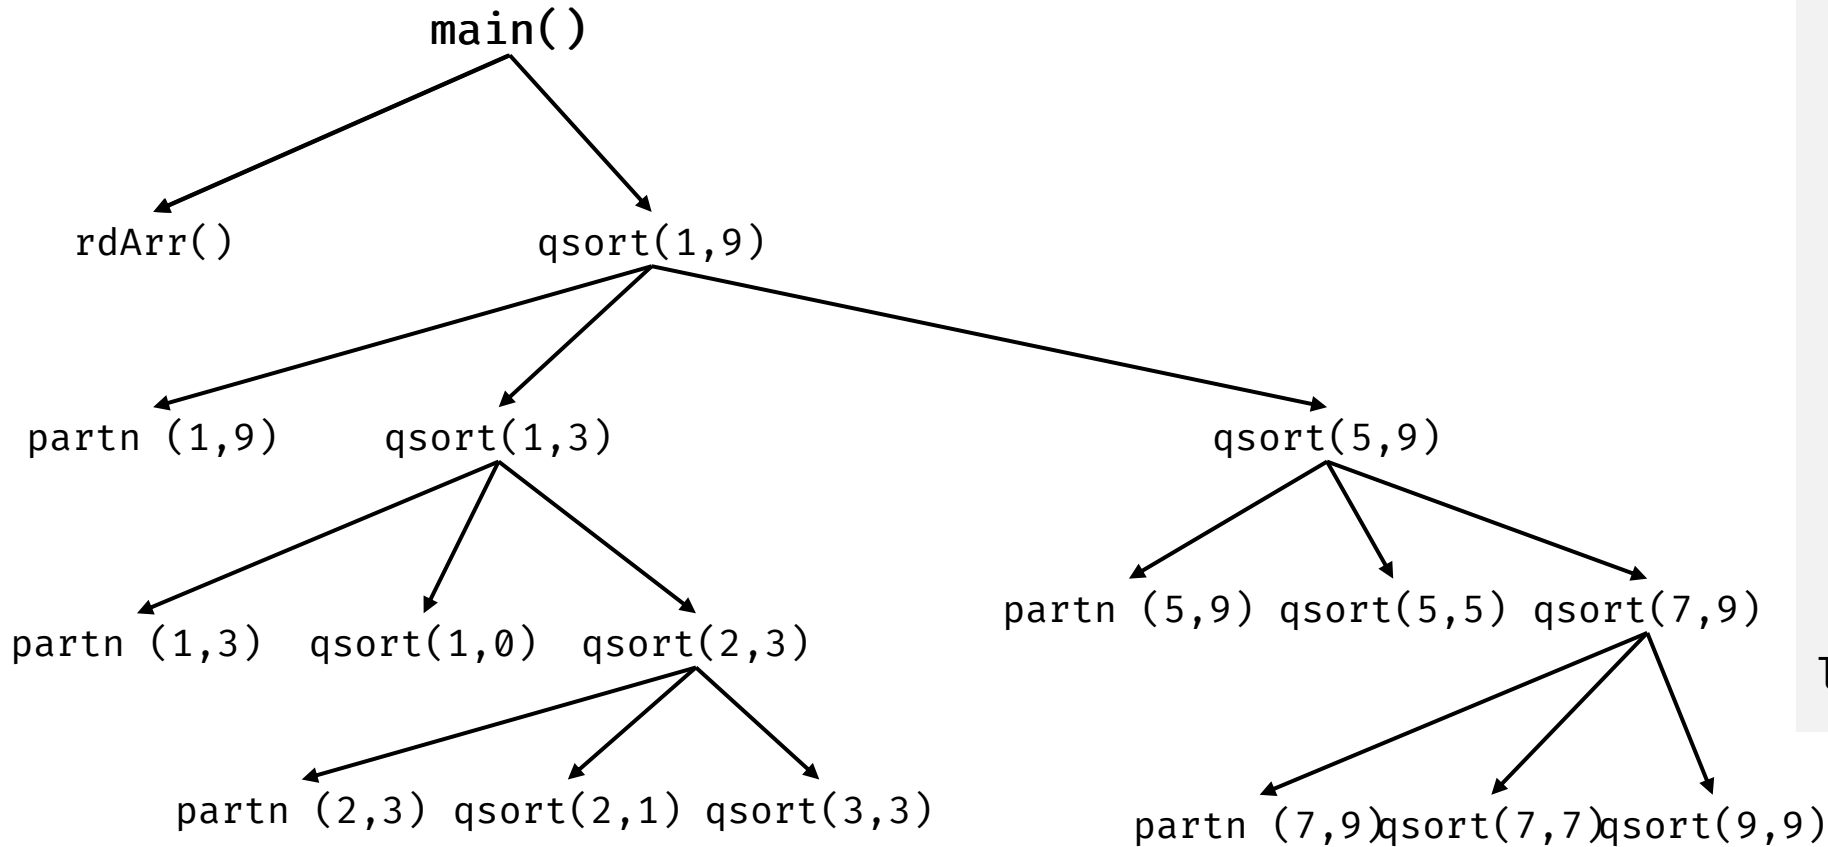 main()
rdArr() qsort(1,9)
partn (1,9) qsort(1,3) qsort(5,9)
partn (5,9) qsort(5,5) qsort(7,9)
partn (1,3) qsort(1,0) qsort(2,3)
partn (2,3) qsort(2,1) qsort(3,3)
partn (7,9) qsort(7,7) qsort(9,9)